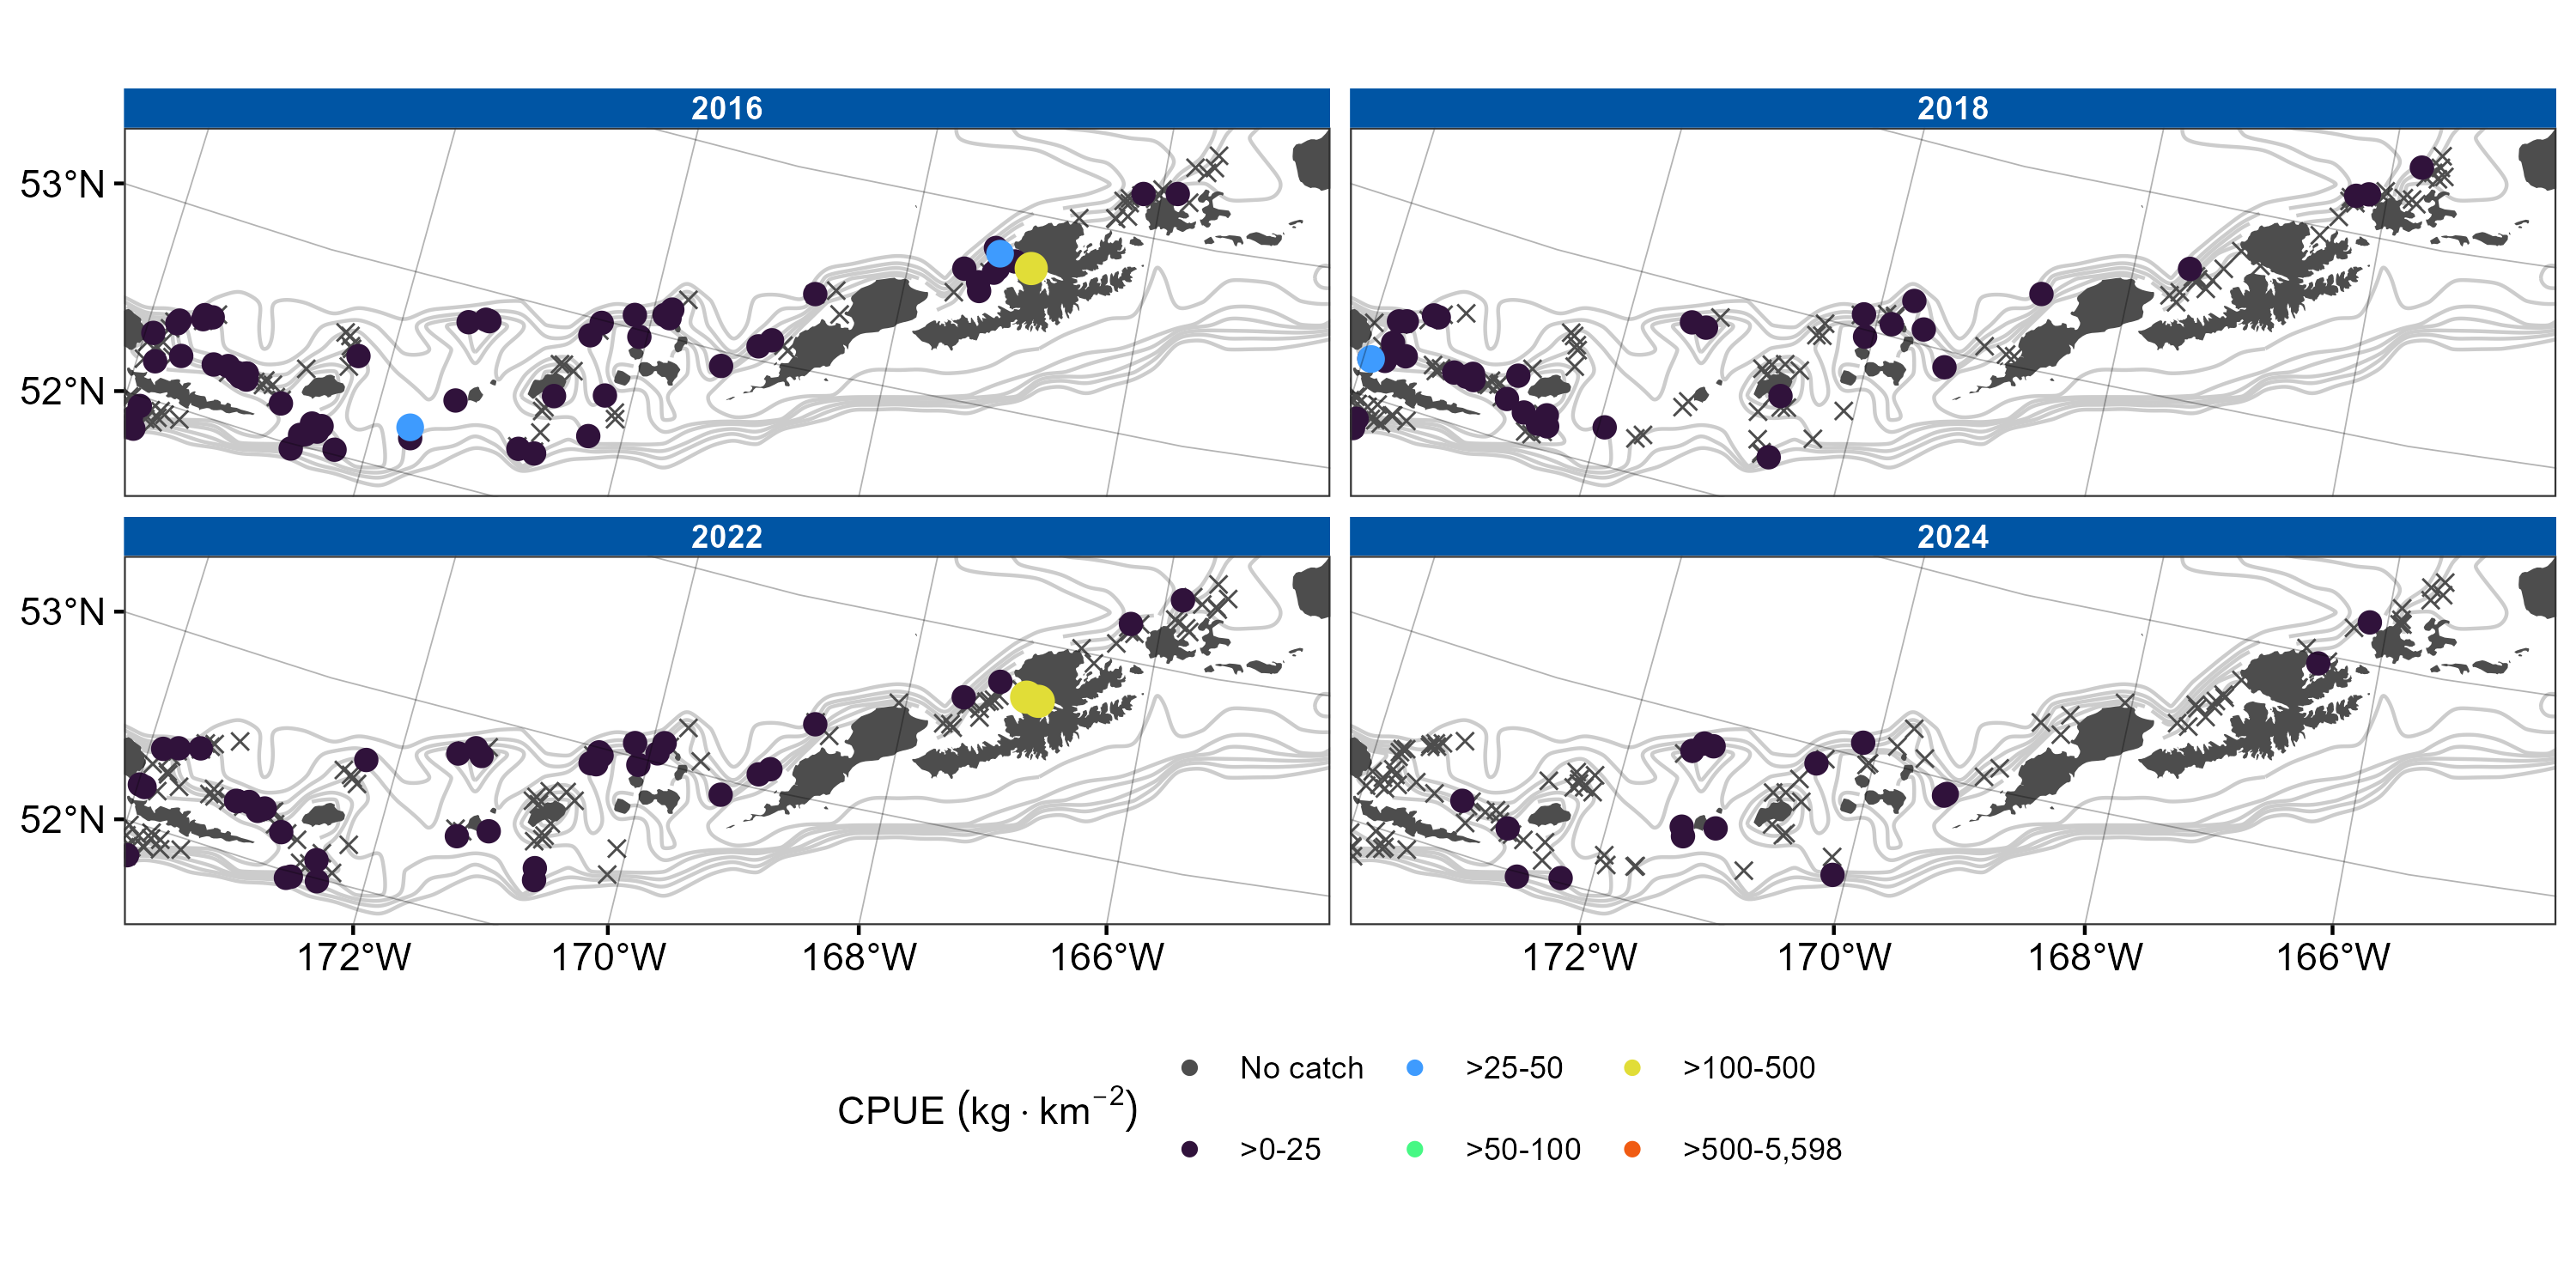 2016
2018
53°N
52°N
2022
2024
53°N
52°N
172°W 170°W 168°W 166°W
172°W 170°W 168°W 166°W
CPUE (kg · km⁻²)
No catch >25-50 >100-500
>0-25 >50-100 >500-5,598